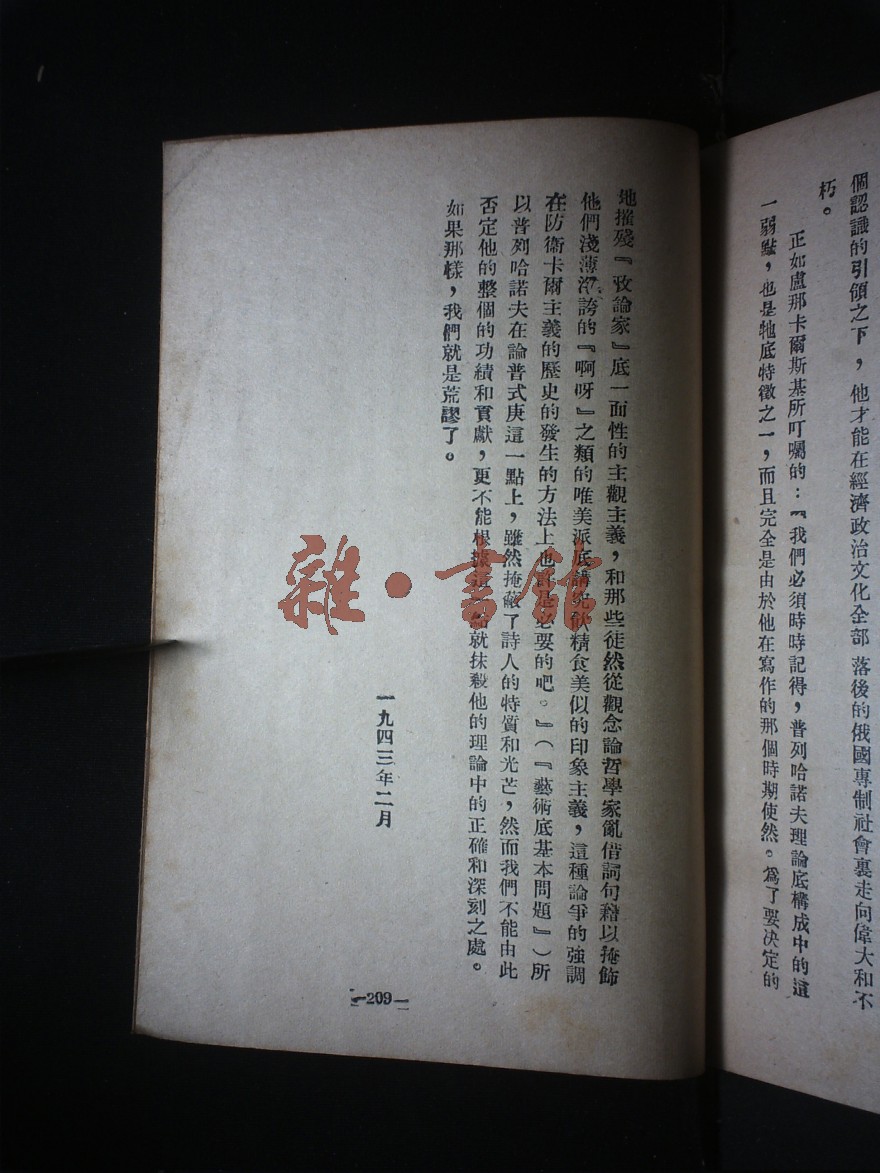 個認識的引領之下，他才能在經濟政治文化全部落後的俄國專制社會裏走向偉大和不
朽。
正如盧那卡爾斯基所叮囑的：『我們必須時時記得，普列哈諾夫理論底構成中的這
一弱點，也是牠底特徵之一，而且完全是由於他在寫作的那個時期使然。爲了要決定的
地摧殘『政論家』底一面性的主觀主義，和那些徒然從觀念論哲學家亂借詞句藉以掩飾
他們淺薄浮誇的『啊呀』之類的唯美派底講究飲精食美似的印象主義，這種論爭的強調
在防衛卡爾主義的歷史的發生的方法上也許是必要的吧。』（『藝術底基本問題』）所
以普列哈諾夫在論普式庚這一點上，雖然掩蔽了詩人的特質和光芒，然而我們不能由此
否定他的整個的功績和貢獻，更不能根據這一點就抹殺他的理論中的正確和深刻之處。
如果那樣，我們就是荒謬了。
一九四三年二月
—209—
雜·書館